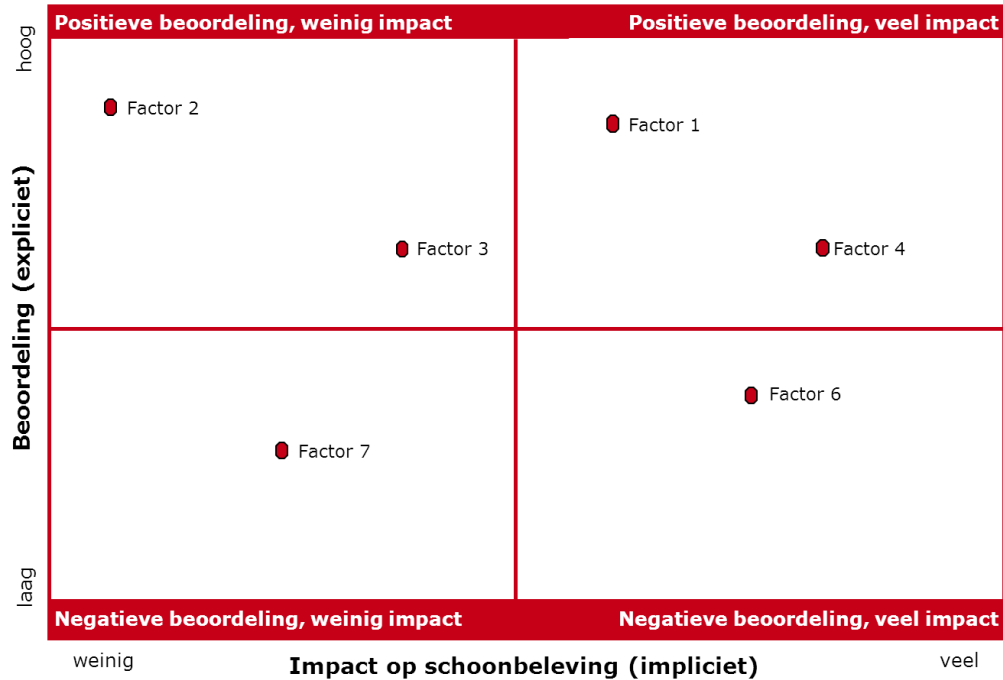 Positieve beoordeling, weinig impact
Positieve beoordeling, veel impact
hoog
Factor 2
Factor 1
Factor 3
Factor 4
Beoordeling (expliciet)
Factor 6
Factor 7
laag
Negatieve beoordeling, weinig impact
Negatieve beoordeling, veel impact
weinig
Impact op schoonbeleving (impliciet)
veel